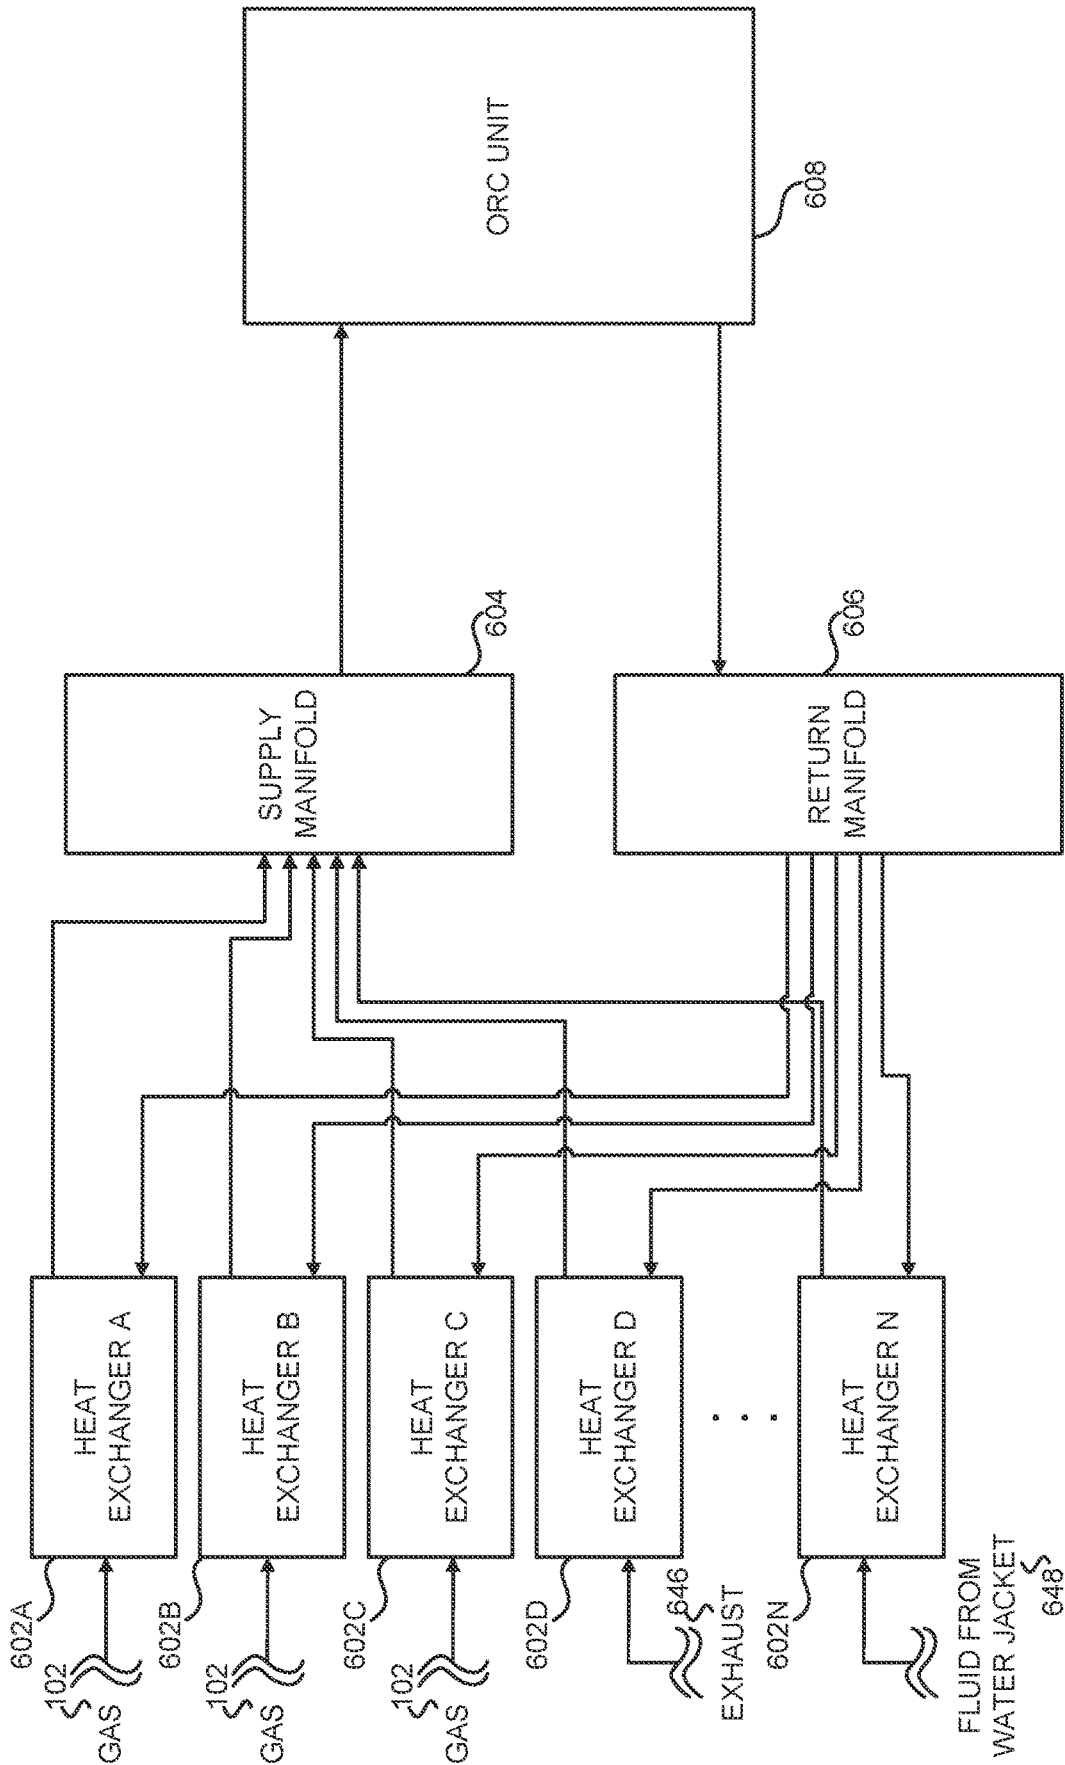 602A
102
GAS
HEAT
EXCHANGER A
602B
102
GAS
HEAT
EXCHANGER B
602C
102
GAS
HEAT
EXCHANGER C
602D
646
EXHAUST
HEAT
EXCHANGER D
. . .
602N
FLUID FROM
WATER JACKET
648
HEAT
EXCHANGER N
SUPPLY
MANIFOLD
604
RETURN
MANIFOLD
606
ORC UNIT
608